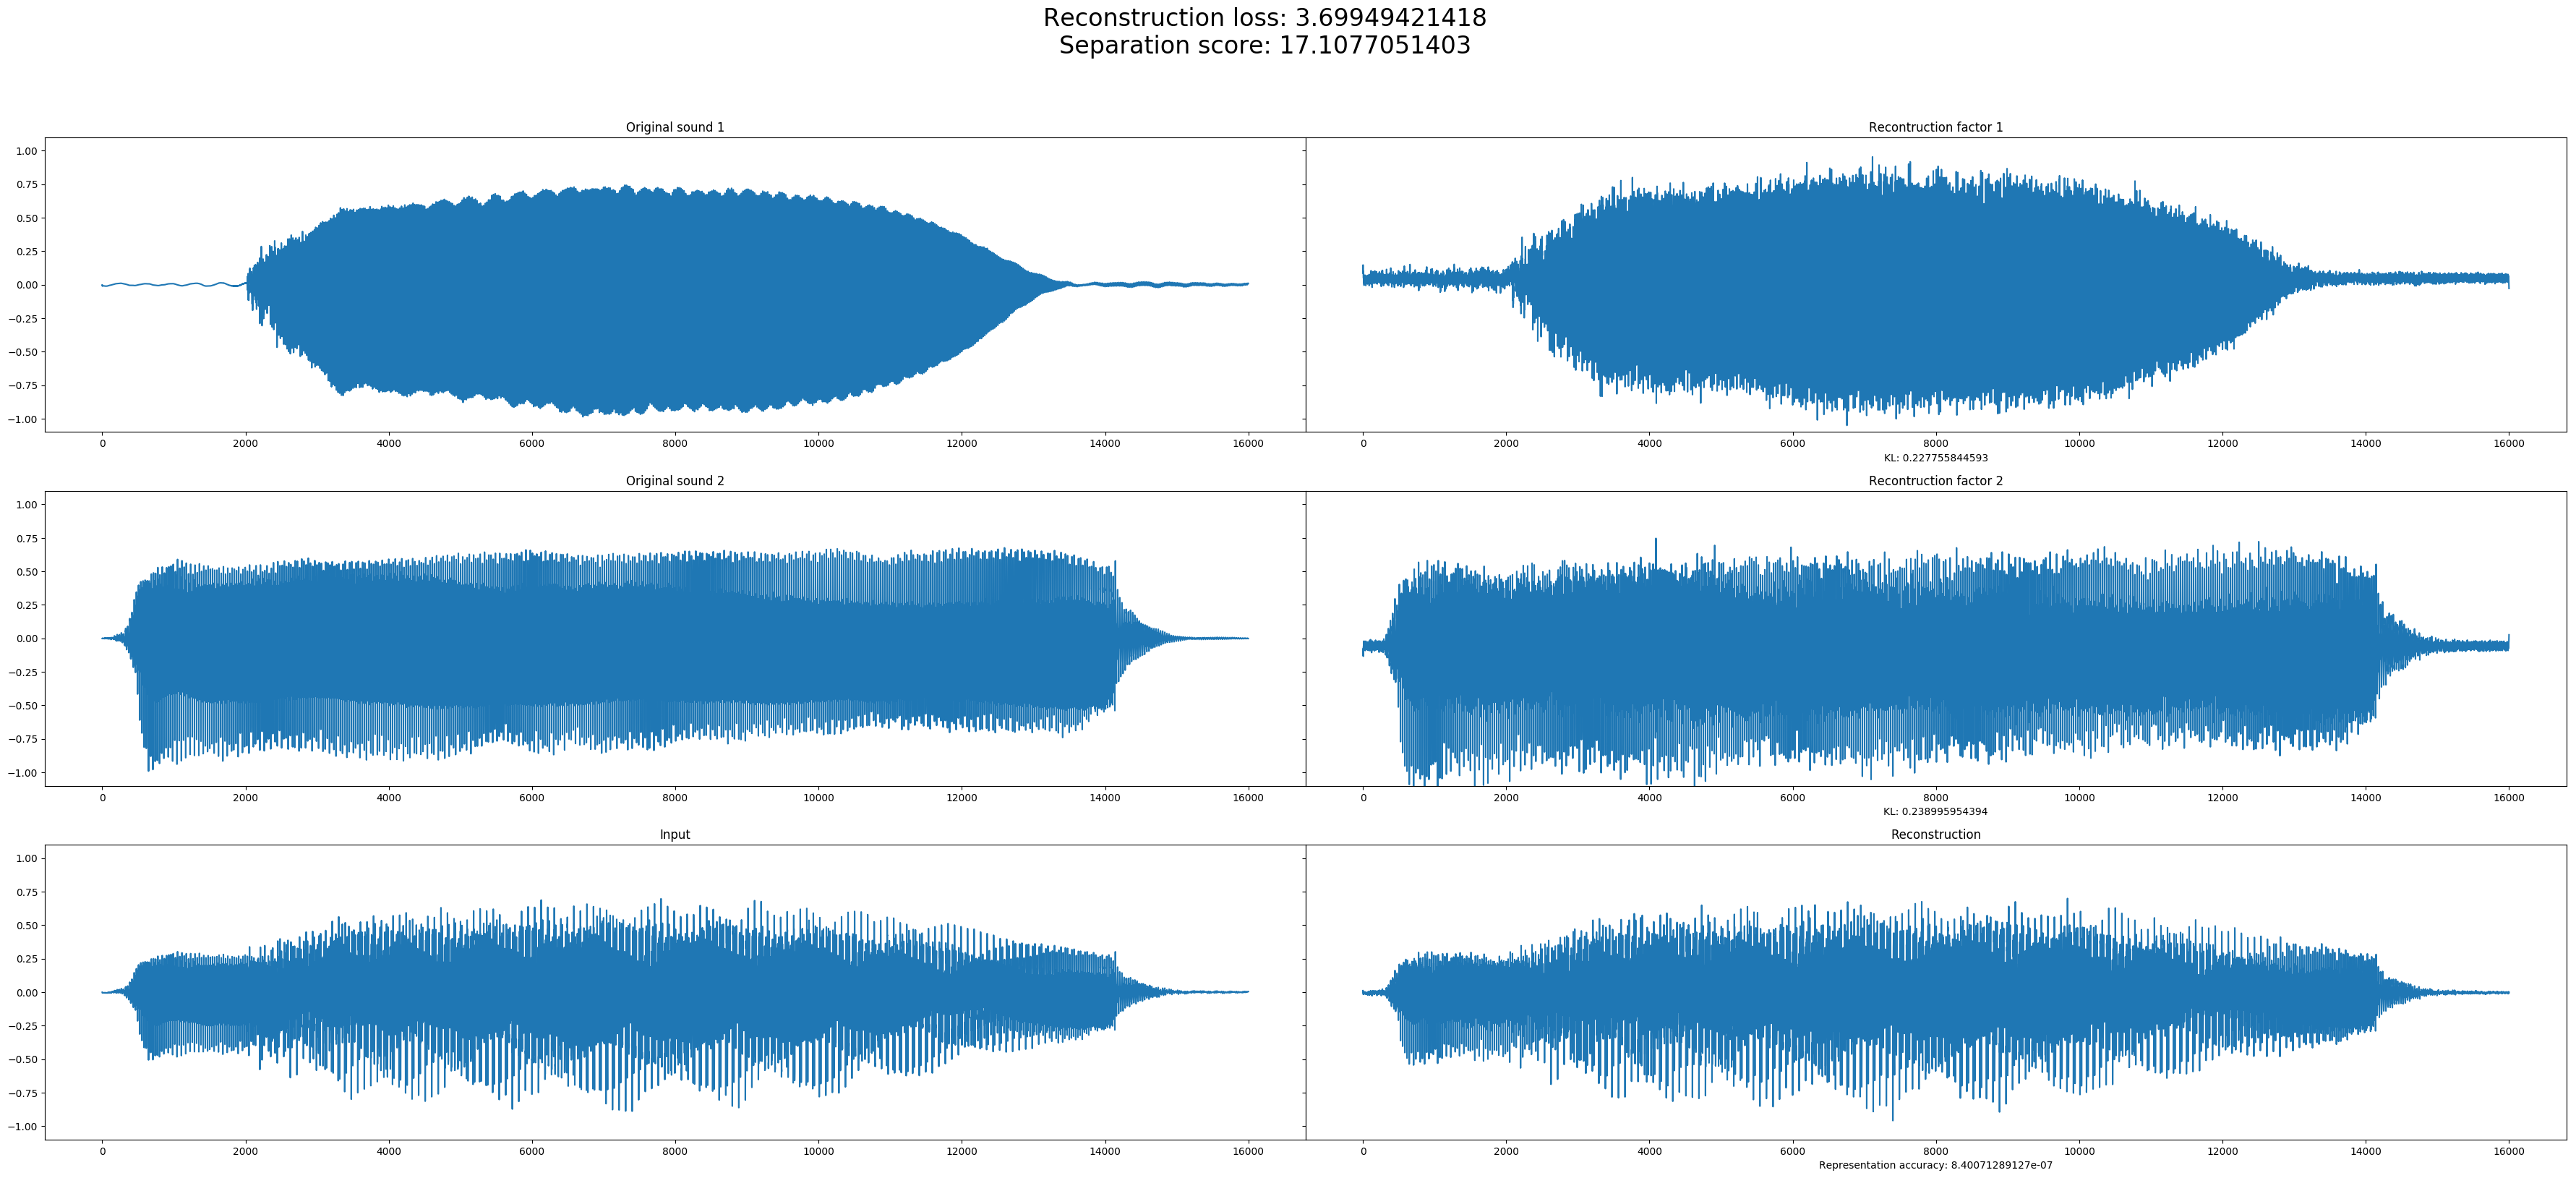 Reconstruction loss: 3.69949421418
Separation score: 17.1077051403
Original sound 1
Recontruction factor 1
1.00
0.75
0.50
0.25
0.00
−0.25
−0.50
−0.75
−1.00
0 2000 4000 6000 8000 10000 12000 14000 16000
0 2000 4000 6000 8000 10000 12000 14000 16000
KL: 0.227755844593
Original sound 2
Recontruction factor 2
1.00
0.75
0.50
0.25
0.00
−0.25
−0.50
−0.75
−1.00
0 2000 4000 6000 8000 10000 12000 14000 16000
0 2000 4000 6000 8000 10000 12000 14000 16000
KL: 0.238995954394
Input
Reconstruction
1.00
0.75
0.50
0.25
0.00
−0.25
−0.50
−0.75
−1.00
0 2000 4000 6000 8000 10000 12000 14000 16000
0 2000 4000 6000 8000 10000 12000 14000 16000
Representation accuracy: 8.40071289127e-07